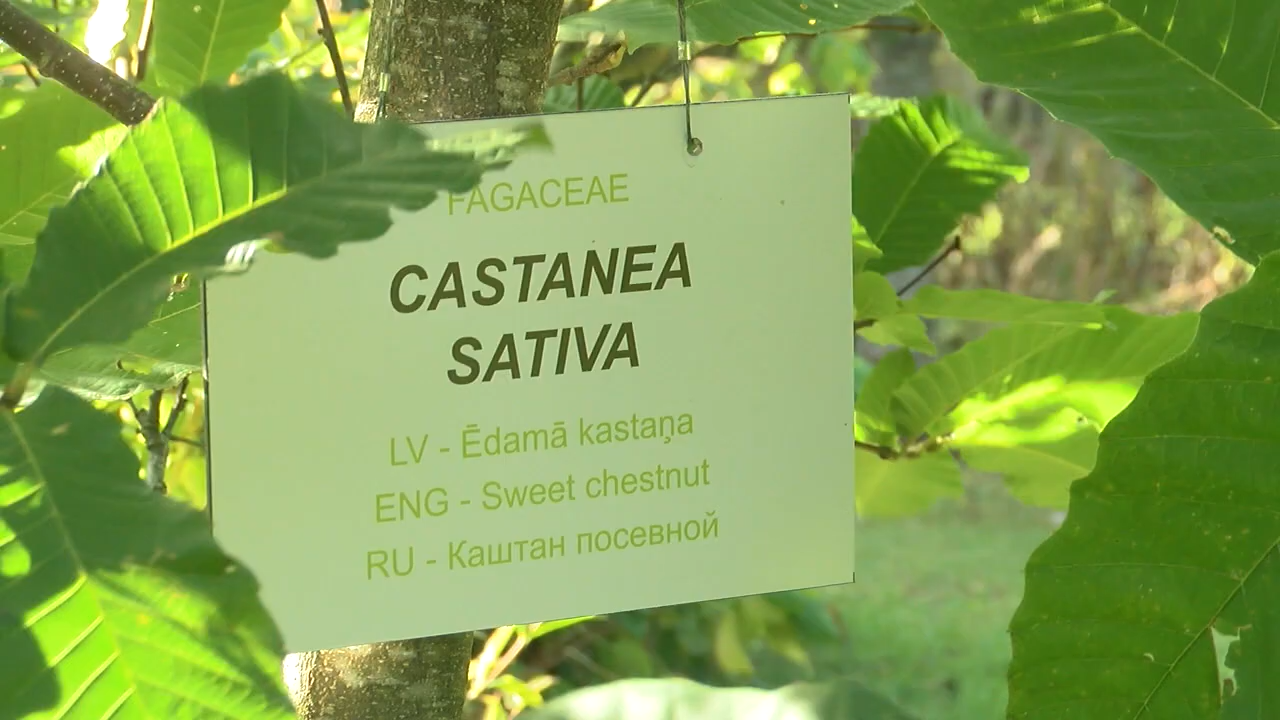 FAGACEAE
CASTANEA
SATIVA
LV - Ēdamā kastaņa
ENG - Sweet chestnut
RU - Каштан посевной